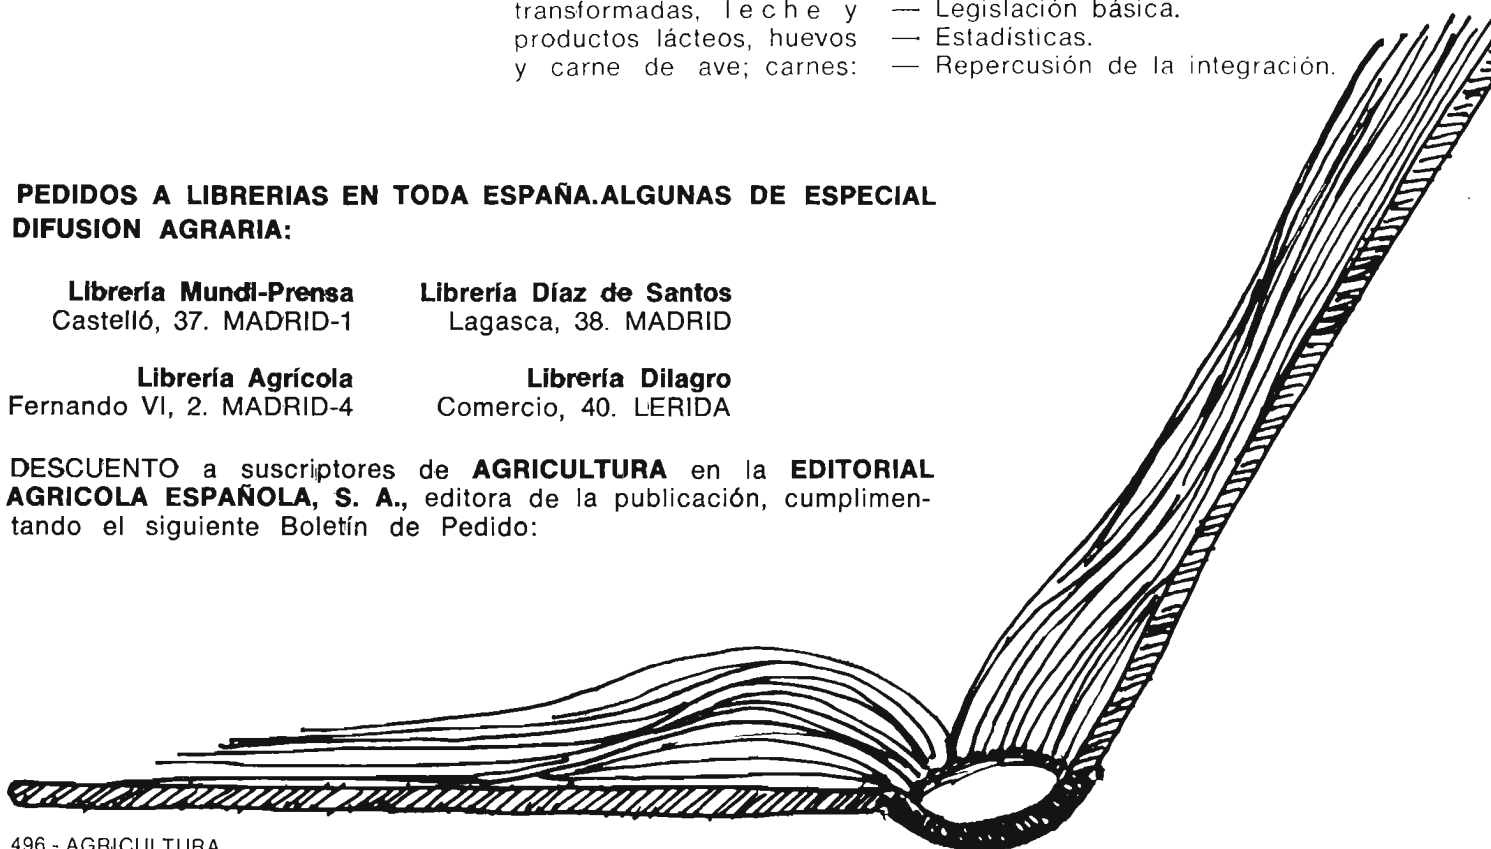 transformadas, leche y
productos lácteos, huevos
y carne de ave; carnes:
— Legislación básica.
— Estadísticas.
— Repercusión de la integración.
PEDIDOS A LIBRERIAS EN TODA ESPAÑA.ALGUNAS DE ESPECIAL
DIFUSION AGRARIA:
Librería Mundi-Prensa
Castelló, 37. MADRID-1
Librería Díaz de Santos
Lagasca, 38. MADRID
Librería Agrícola
Fernando VI, 2. MADRID-4
Librería Dilagro
Comercio, 40. LERIDA
DESCUENTO a suscriptores de AGRICULTURA en la EDITORIAL
AGRICOLA ESPAÑOLA, S. A., editora de la publicación, cumplimen-
tando el siguiente Boletín de Pedido:
496 - AGRICULTURA